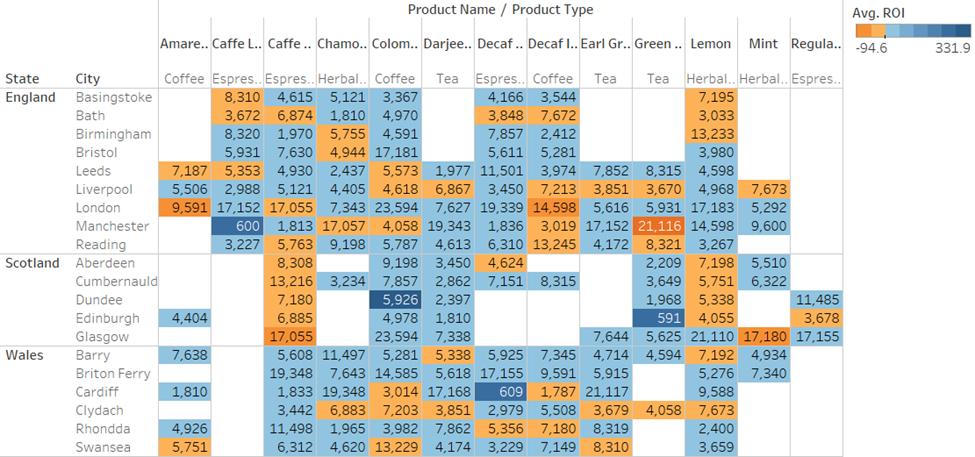 Product Name / Product Type
Avg. ROI
-94.6 331.9
Amare.. Caffe L.. Caffe .. Chamo.. Colom.. Darjee.. Decaf .. Decaf I.. Earl Gr.. Green .. Lemon Mint Regula..
State City Coffee Espres.. Espres.. Herbal.. Coffee Tea Espres.. Coffee Tea Tea Herbal.. Herbal.. Espres..
England Basingstoke 8,310 4,615 5,121 3,367 4,166 3,544 7,195
Bath 3,672 6,874 1,810 4,970 3,848 7,672 3,033
Birmingham 8,320 1,970 5,755 4,591 7,857 2,412 13,233
Bristol 5,931 7,630 4,944 17,181 5,611 5,281 3,980
Leeds 7,187 5,353 4,930 2,437 5,573 1,977 11,501 3,974 7,852 8,315 4,598
Liverpool 5,506 2,988 5,121 4,405 4,618 6,867 3,450 7,213 3,851 3,670 4,968 7,673
London 9,591 17,152 17,055 7,343 23,594 7,627 19,339 14,598 5,616 5,931 17,183 5,292
Manchester 600 1,813 17,057 4,058 19,343 1,836 3,019 17,152 21,116 14,598 9,600
Reading 3,227 5,763 9,198 5,787 4,613 6,310 13,245 4,172 8,321 3,267
Scotland Aberdeen 8,308 9,198 3,450 4,624 2,209 7,198 5,510
Cumbernauld 13,216 3,234 7,857 2,862 7,151 8,315 3,649 5,751 6,322
Dundee 7,180 5,926 2,397 1,968 5,338 11,485
Edinburgh 4,404 6,885 4,978 1,810 591 4,055 3,678
Glasgow 17,055 23,594 7,338 7,644 5,625 21,110 17,180 17,155
Wales Barry 7,638 5,608 11,497 5,281 5,338 5,925 7,345 4,714 4,594 7,192 4,934
Briton Ferry 19,348 7,643 14,585 5,618 17,155 9,591 5,915 5,276 7,340
Cardiff 1,810 1,833 19,348 3,014 17,168 609 1,787 21,117 9,588
Clydach 3,442 6,883 7,203 3,851 2,979 5,508 3,679 4,058 7,673
Rhondda 4,926 11,498 1,965 3,982 7,862 5,356 7,180 8,319 2,400
Swansea 5,751 6,312 4,620 13,229 4,174 3,229 7,149 8,310 3,659